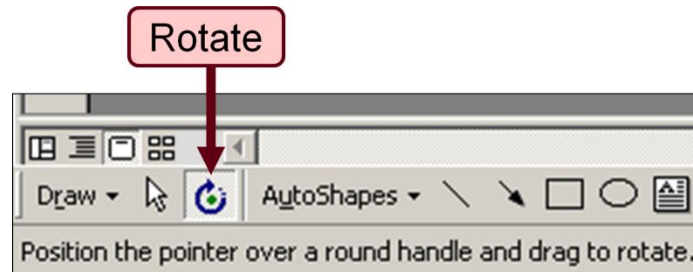 Rotate
Draw AutoShapes
Position the pointer over a round handle and drag to rotate.